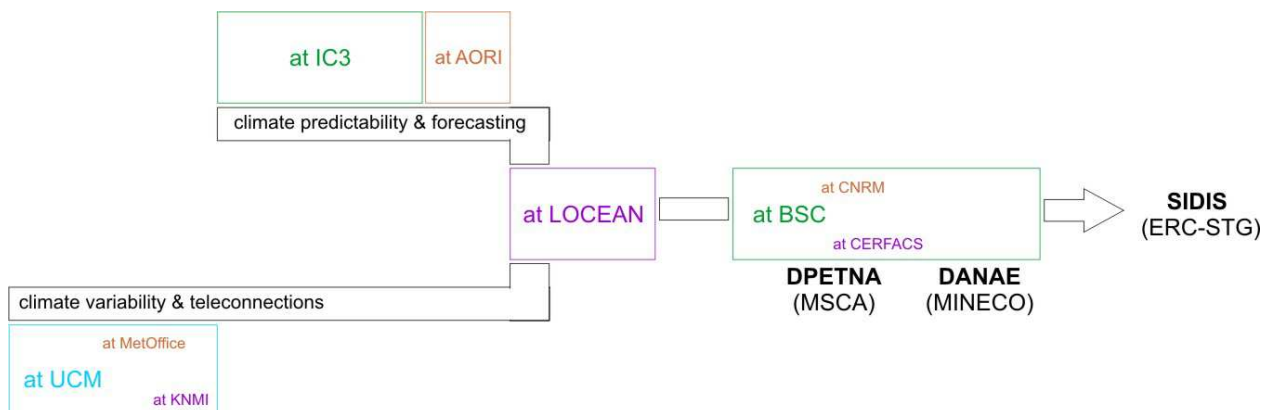 at IC3
at AORI
climate predictability & forecasting
at LOCEAN
at CNRM
at BSC
at CERFACS
SIDIS
(ERC-STG)
DPETNA
(MSCA)
DANAE
(MINECO)
climate variability & teleconnections
at MetOffice
at UCM
at KNMI